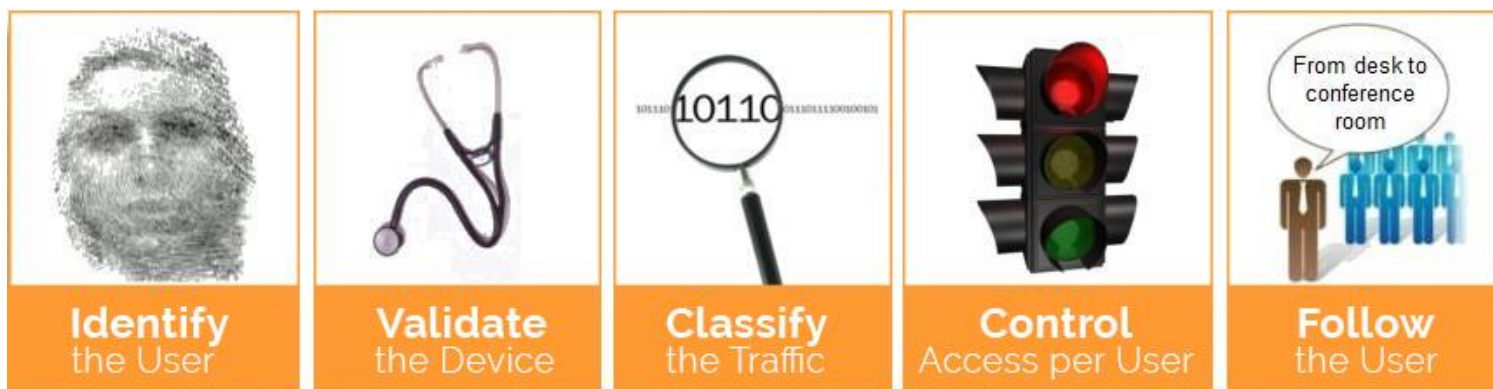 10111010110011101111100100101
From desk to
conference
room
Identify
the User
Validate
the Device
Classify
the Traffic
Control
Access per User
Follow
the User